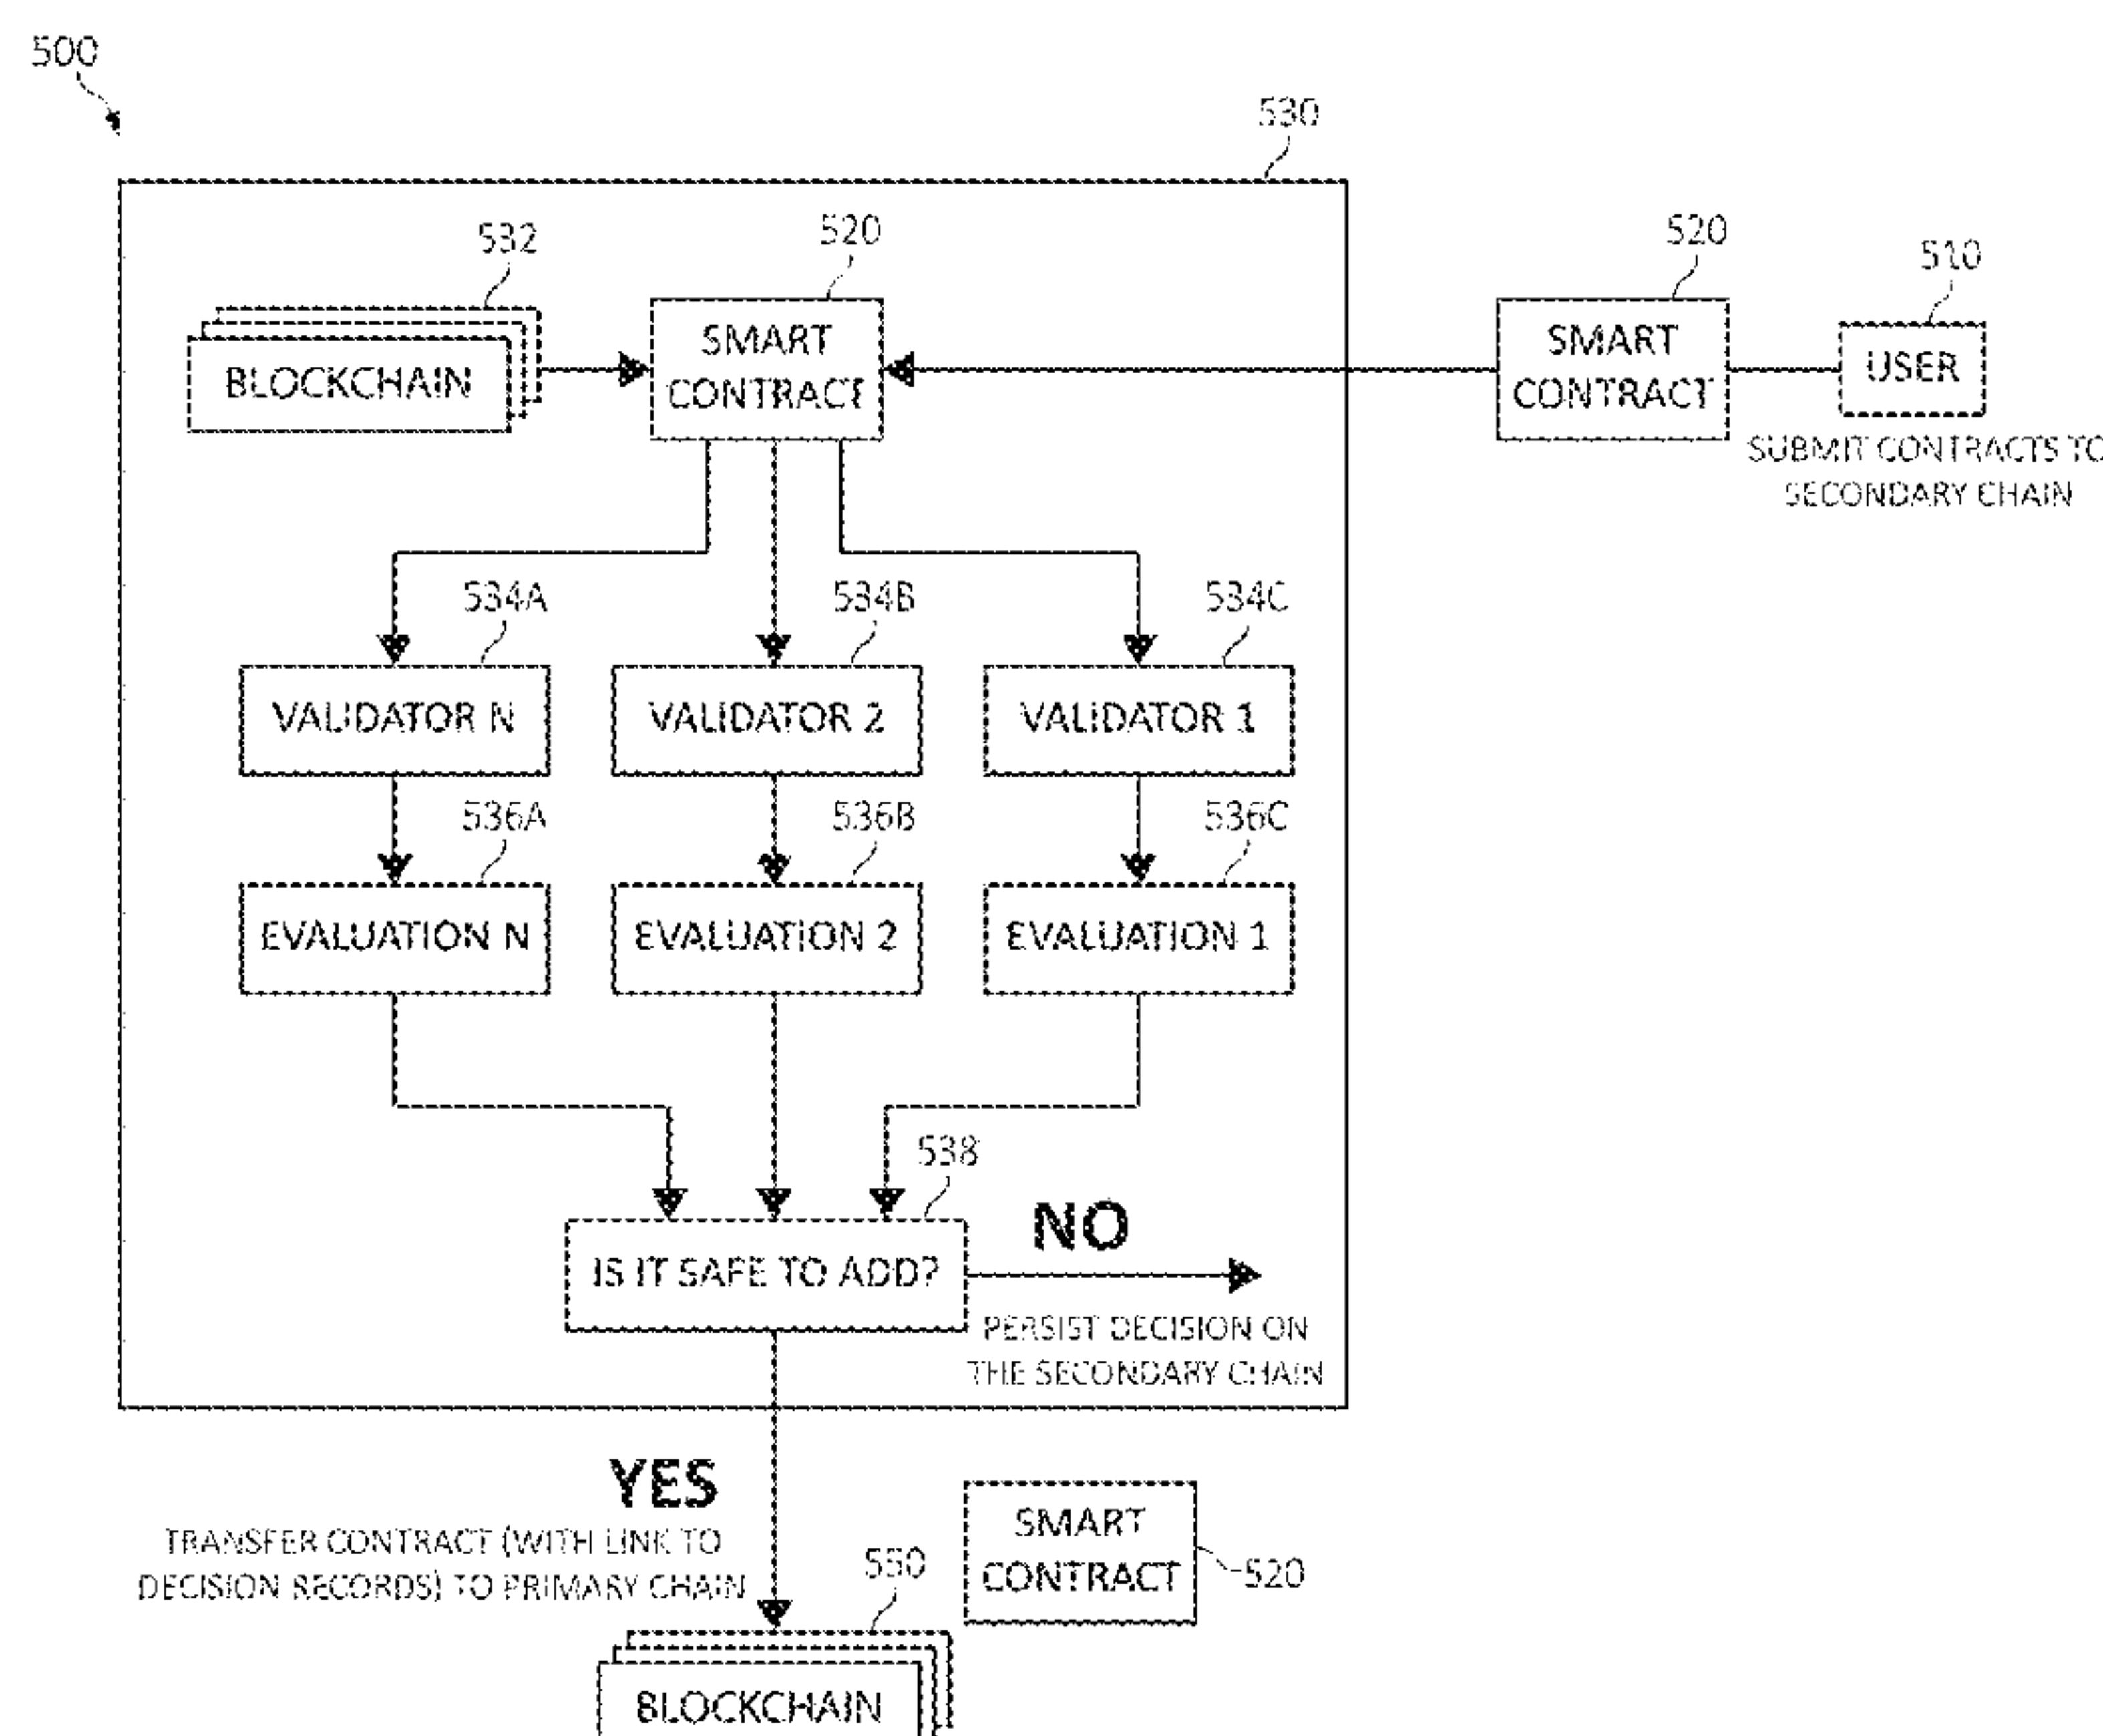 500
530
532
520
520
510
BLOCKCHAIN
SMART
CONTRACT
SMART
CONTRACT
USER
SUBMIT CONTRACTS TO
SECONDARY CHAIN
534A
534B
534C
VALIDATOR N
VALIDATOR 2
VALIDATOR 1
536A
536B
536C
EVALUATION N
EVALUATION 2
EVALUATION 1
538
IS IT SAFE TO ADD?
NO
PERSIST DECISION ON
THE SECONDARY CHAIN
YES
TRANSFER CONTRACT (WITH LINK TO
DECISION RECORDS) TO PRIMARY CHAIN
550
SMART
CONTRACT
520
BLOCKCHAIN